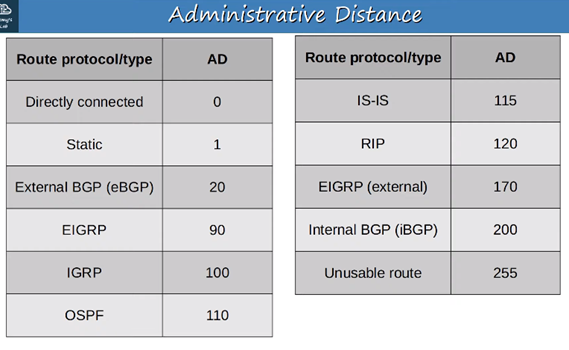 Administrative Distance
Lab
Route protocol/type AD
Directly connected 0
Static 1
External BGP (eBGP) 20
EIGRP 90
IGRP 100
OSPF 110
Route protocol/type AD
IS-IS 115
RIP 120
EIGRP (external) 170
Internal BGP (iBGP) 200
Unusable route 255